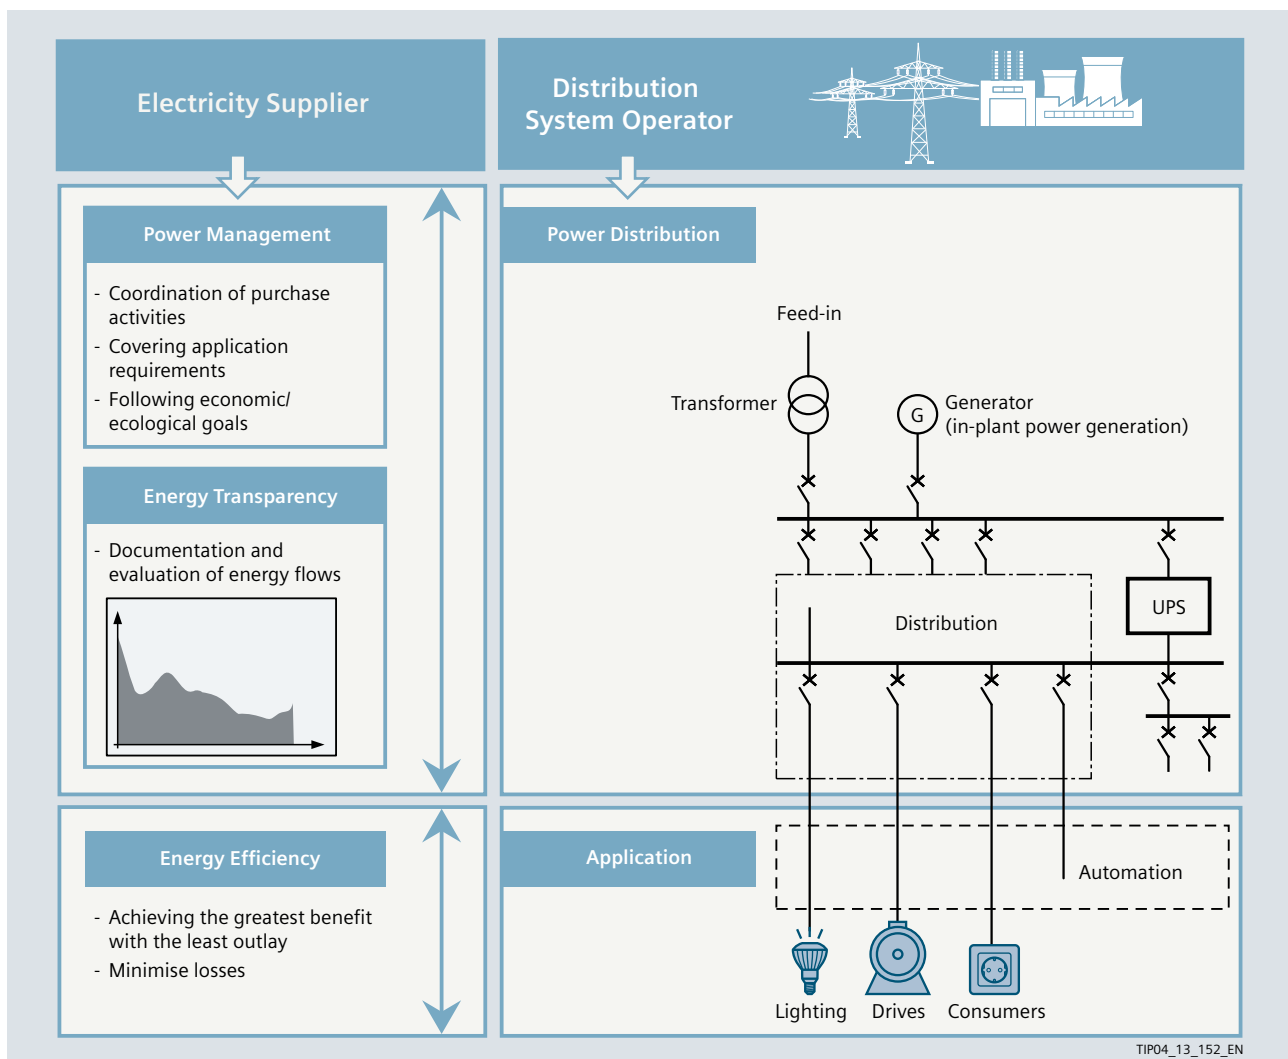 Electricity Supplier
Distribution
System Operator
Power Management
- Coordination of purchase
activities
- Covering application
requirements
- Following economic/
ecological goals
Energy Transparency
- Documentation and
evaluation of energy flows
Power Distribution
Feed-in
Transformer
G
Generator
(in-plant power generation)
Distribution
UPS
Energy Efficiency
- Achieving the greatest benefit
with the least outlay
- Minimise losses
Application
Automation
Lighting
Drives
Consumers
TIP04_13_152_EN